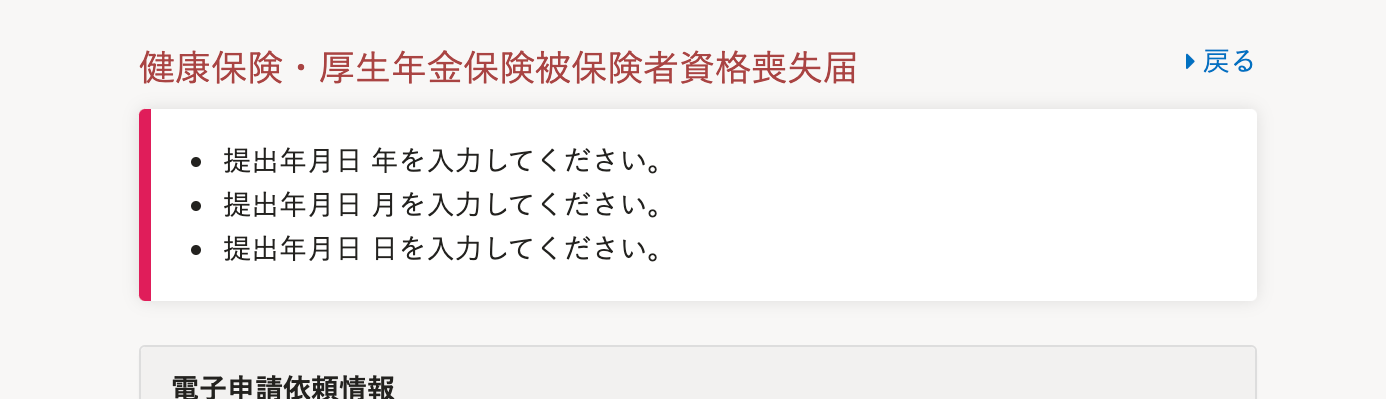 健康保険・厚生年金保険被保険者資格喪失届
戻る
提出年月日 年を入力してください。
提出年月日 月を入力してください。
提出年月日 日を入力してください。
電子申請依頼情報